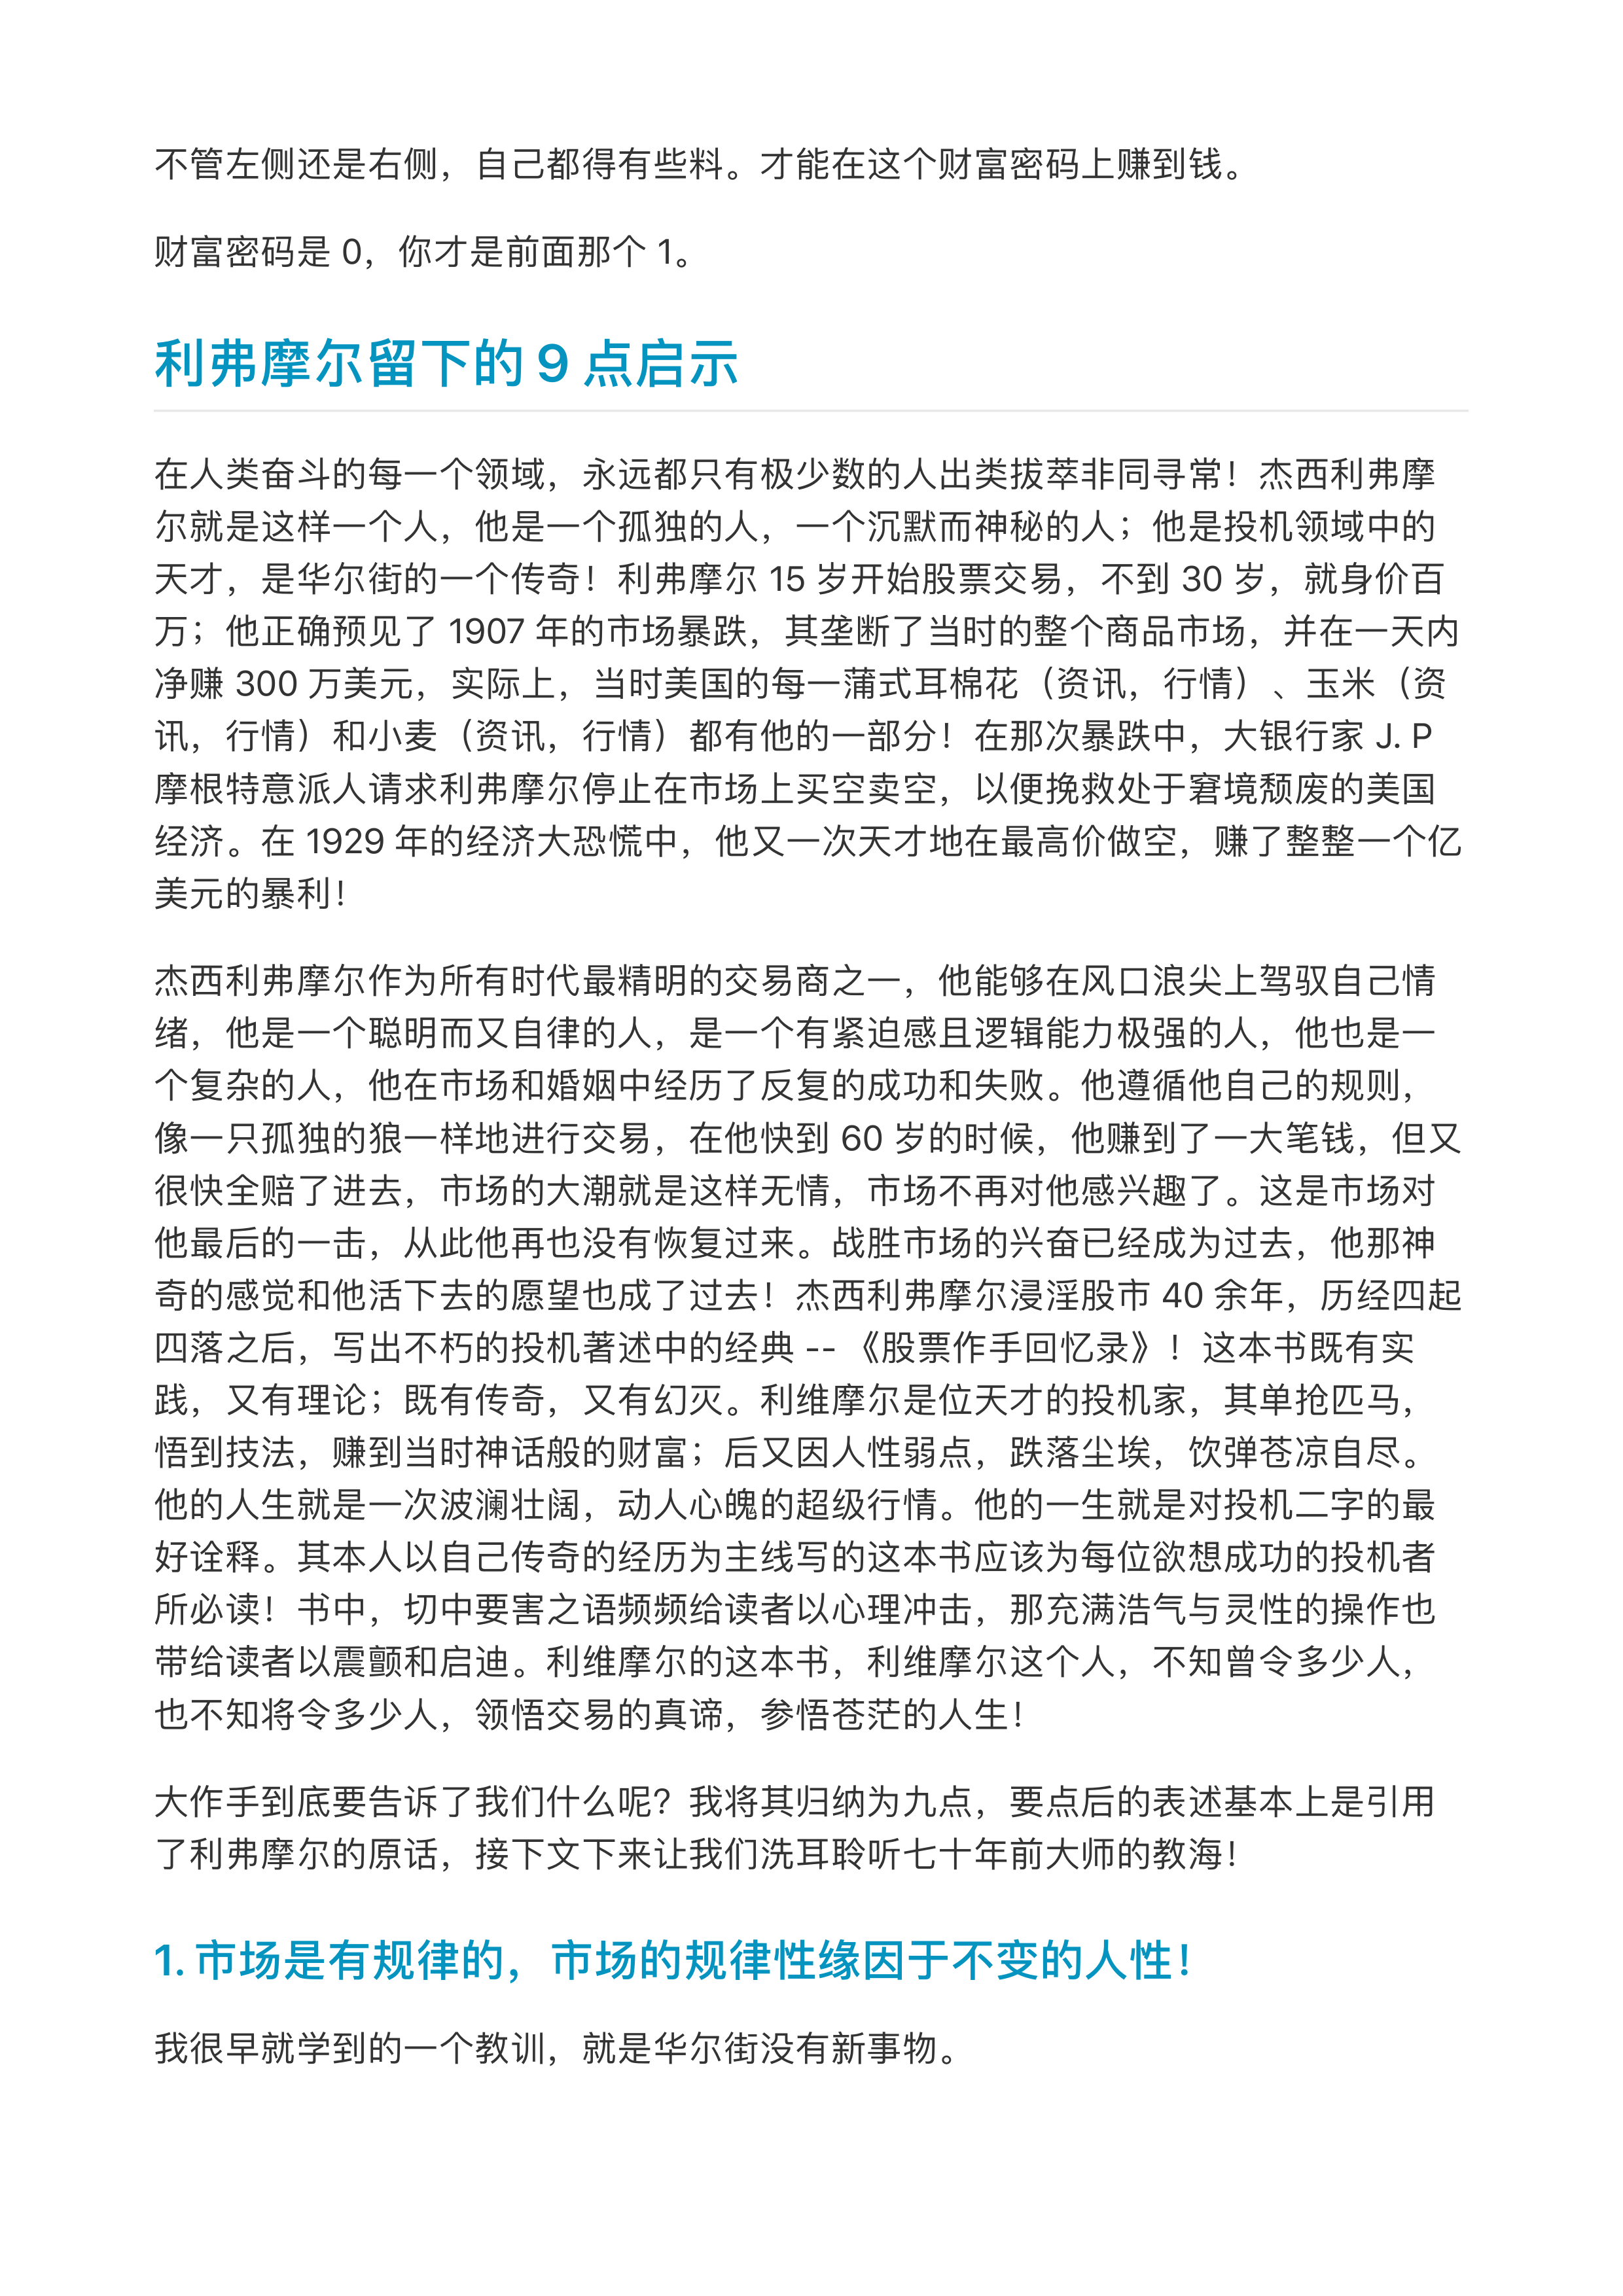 不管左侧还是右侧，自己都得有些料。才能在这个财富密码上赚到钱。
财富密码是 0，你才是前面那个 1。
利弗摩尔留下的 9 点启示
在人类奋斗的每一个领域，永远都只有极少数的人出类拔萃非同寻常！杰西利弗摩
尔就是这样一个人，他是一个孤独的人，一个沉默而神秘的人；他是投机领域中的
天才，是华尔街的一个传奇！利弗摩尔 15 岁开始股票交易，不到 30 岁，就身价百
万；他正确预见了 1907 年的市场暴跌，其垄断了当时的整个商品市场，并在一天内
净赚 300 万美元，实际上，当时美国的每一蒲式耳棉花（资讯，行情）、玉米（资
讯，行情）和小麦（资讯，行情）都有他的一部分！在那次暴跌中，大银行家 J. P
摩根特意派人请求利弗摩尔停止在市场上买空卖空，以便挽救处于窘境颓废的美国
经济。在 1929 年的经济大恐慌中，他又一次天才地在最高价做空，赚了整整一个亿
美元的暴利！
杰西利弗摩尔作为所有时代最精明的交易商之一，他能够在风口浪尖上驾驭自己情
绪，他是一个聪明而又自律的人，是一个有紧迫感且逻辑能力极强的人，他也是一
个复杂的人，他在市场和婚姻中经历了反复的成功和失败。他遵循他自己的规则，
像一只孤独的狼一样地进行交易，在他快到 60 岁的时候，他赚到了一大笔钱，但又
很快全赔了进去，市场的大潮就是这样无情，市场不再对他感兴趣了。这是市场对
他最后的一击，从此他再也没有恢复过来。战胜市场的兴奋已经成为过去，他那神
奇的感觉和他活下去的愿望也成了过去！杰西利弗摩尔浸淫股市 40 余年，历经四起
四落之后，写出不朽的投机著述中的经典 -- 《股票作手回忆录》！这本书既有实
践，又有理论；既有传奇，又有幻灭。利维摩尔是位天才的投机家，其单抢匹马，
悟到技法，赚到当时神话般的财富；后又因人性弱点，跌落尘埃，饮弹苍凉自尽。
他的人生就是一次波澜壮阔，动人心魄的超级行情。他的一生就是对投机二字的最
好诠释。其本人以自己传奇的经历为主线写的这本书应该为每位欲想成功的投机者
所必读！书中，切中要害之语频频给读者以心理冲击，那充满浩气与灵性的操作也
带给读者以震颤和启迪。利维摩尔的这本书，利维摩尔这个人，不知曾令多少人，
也不知将令多少人，领悟交易的真谛，参悟苍茫的人生！
大作手到底要告诉了我们什么呢？我将其归纳为九点，要点后的表述基本上是引用
了利弗摩尔的原话，接下文下来让我们洗耳聆听七十年前大师的教海！
1. 市场是有规律的，市场的规律性缘因于不变的人性！
我很早就学到的一个教训，就是华尔街没有新事物。